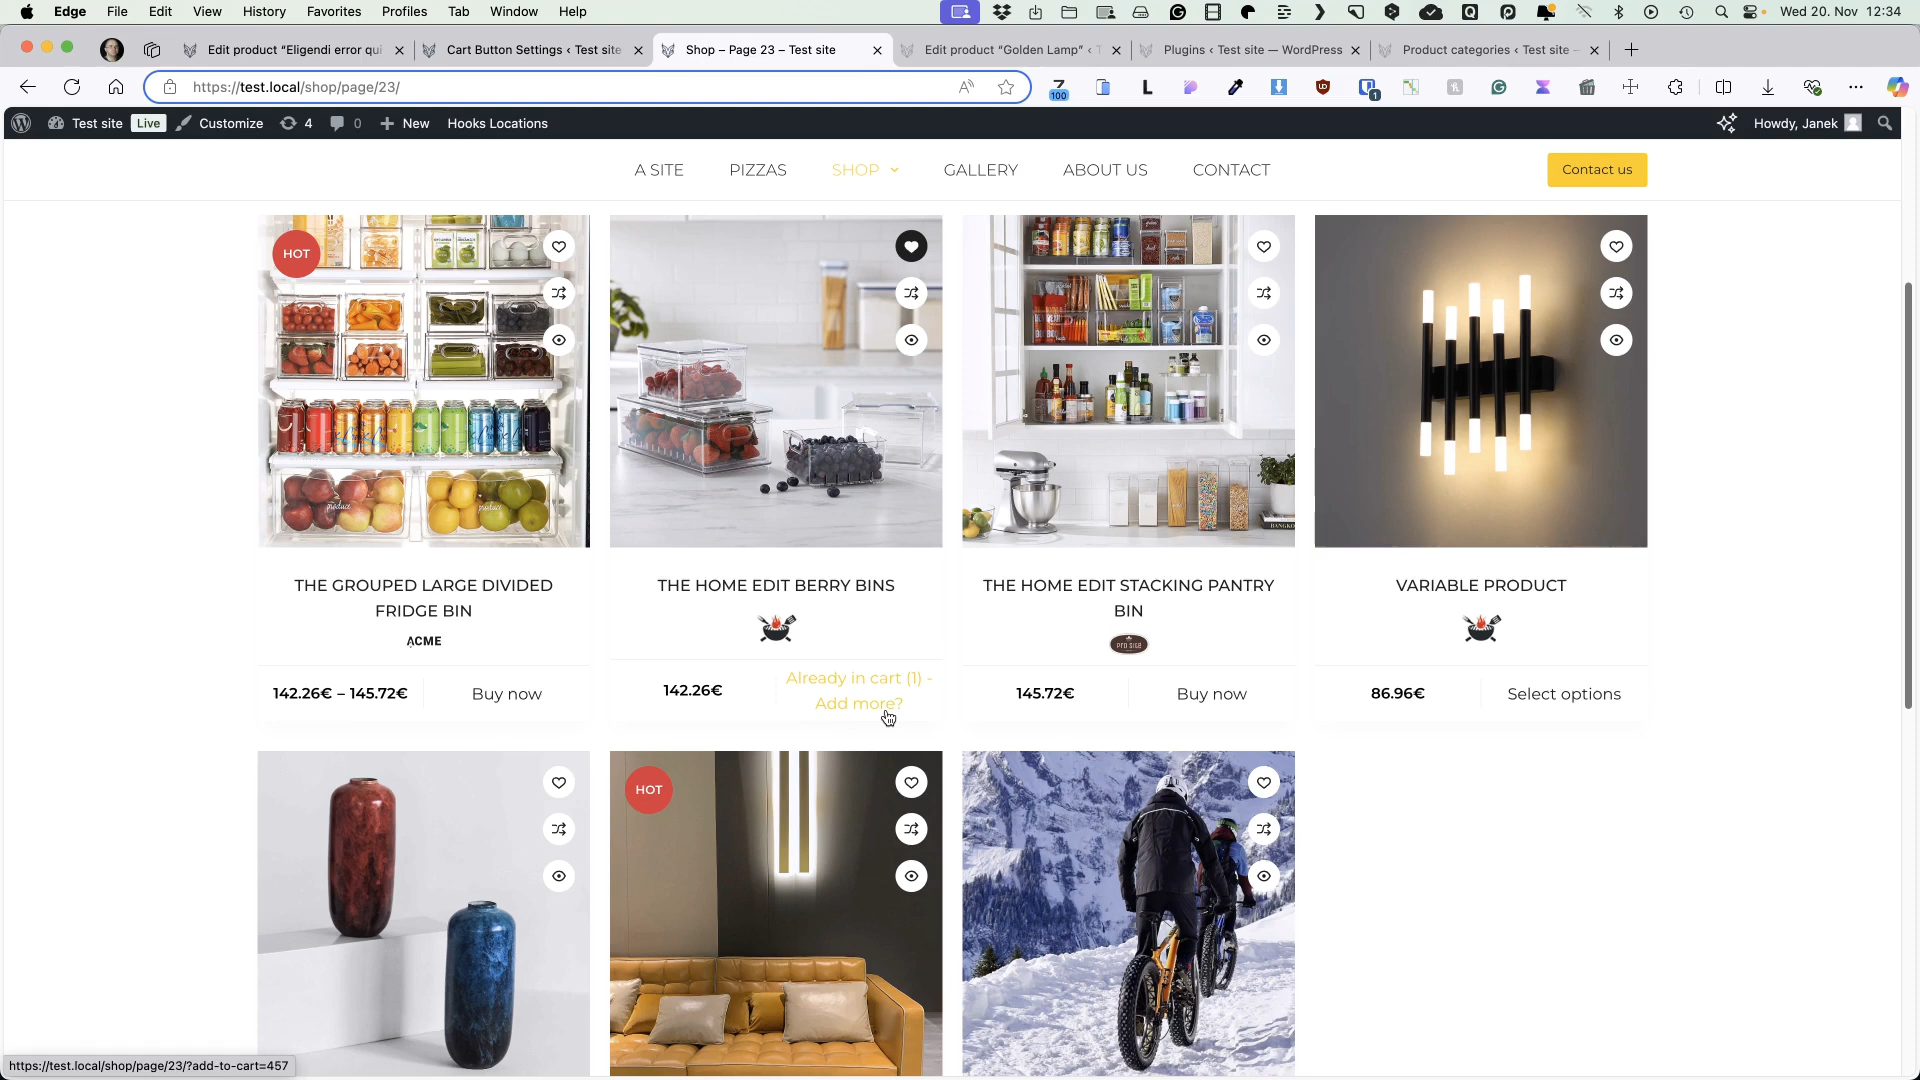 Edge File Edit View History Favorites Profiles Tab Window Help Wed 20. Nov 12:34
Edit product “Eligendi error qui Cart Button Settings ‹ Test site Shop – Page 23 – Test site Edit product “Golden Lamp” ‹ T Plugins ‹ Test site — WordPress Product categories ‹ Test site –
https://test.local/shop/page/23/
100
1
Test site Live Customize 4 0 New Hooks Locations Howdy, Janek
A SITE PIZZAS SHOP GALLERY ABOUT US CONTACT Contact us
HOT
produce produce
THE GROUPED LARGE DIVIDED
FRIDGE BIN
ACME
142.26€ – 145.72€ Buy now
THE HOME EDIT BERRY BINS
142.26€
Already in cart (1) -
Add more?
THE HOME EDIT STACKING PANTRY
BIN
145.72€ Buy now
VARIABLE PRODUCT
86.96€ Select options
HOT
https://test.local/shop/page/23/?add-to-cart=457